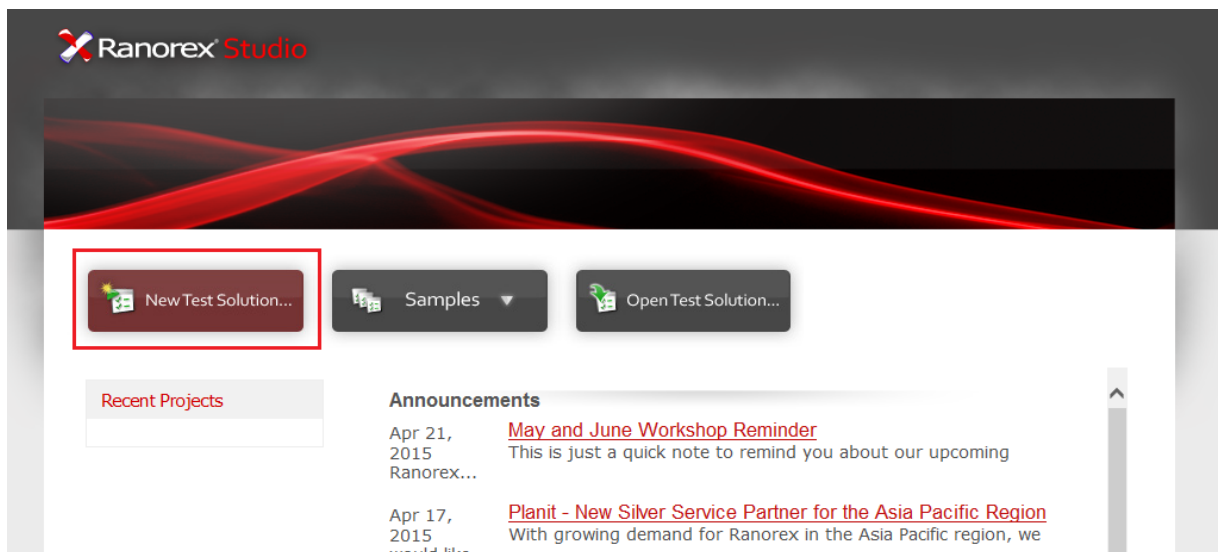 Ranorex® Studio
New Test Solution...
Samples
Open Test Solution...
Recent Projects
Announcements
Apr 21,
2015
Ranorex...
May and June Workshop Reminder
This is just a quick note to remind you about our upcoming
Apr 17,
2015
would like
Planit - New Silver Service Partner for the Asia Pacific Region
With growing demand for Ranorex in the Asia Pacific region, we